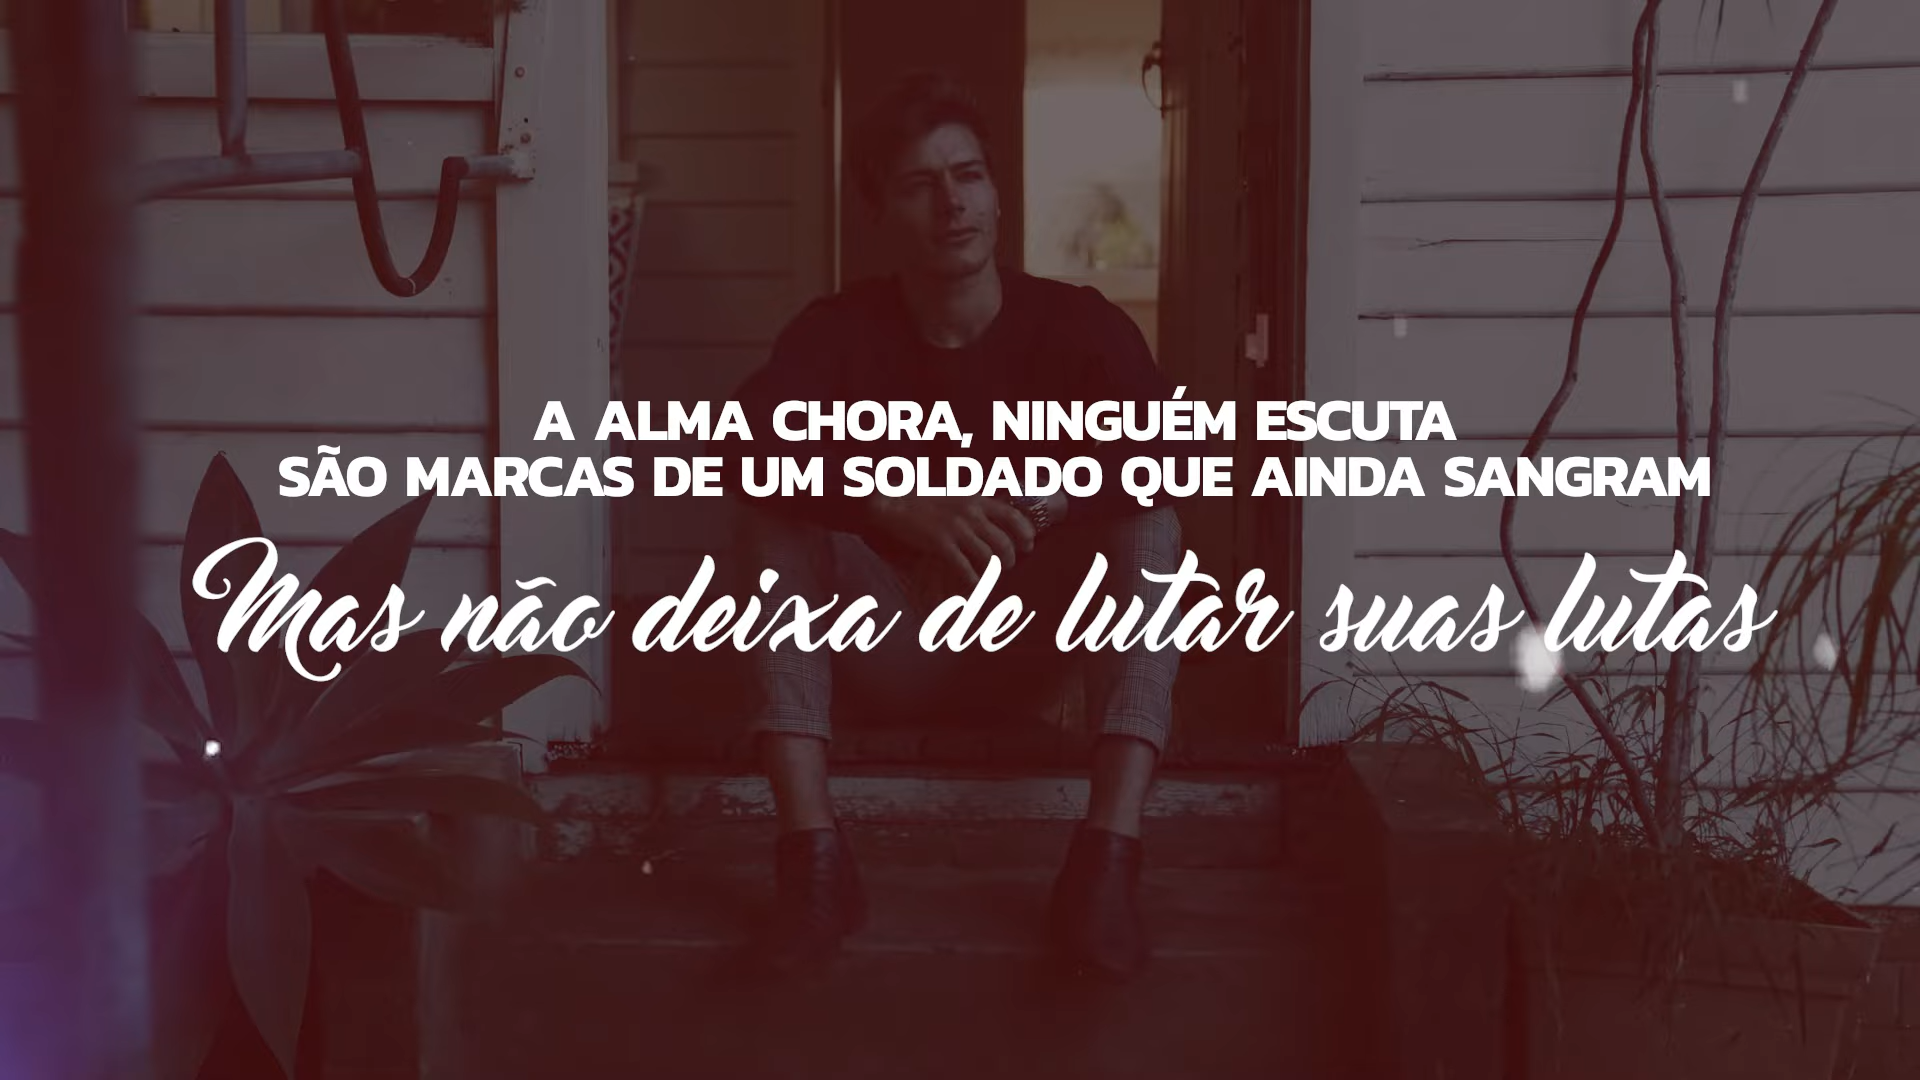 A ALMA CHORA, NINGUÉM ESCUTA
SÃO MARCAS DE UM SOLDADO QUE AINDA SANGRAM
Mas não deixa de lutar suas lutas